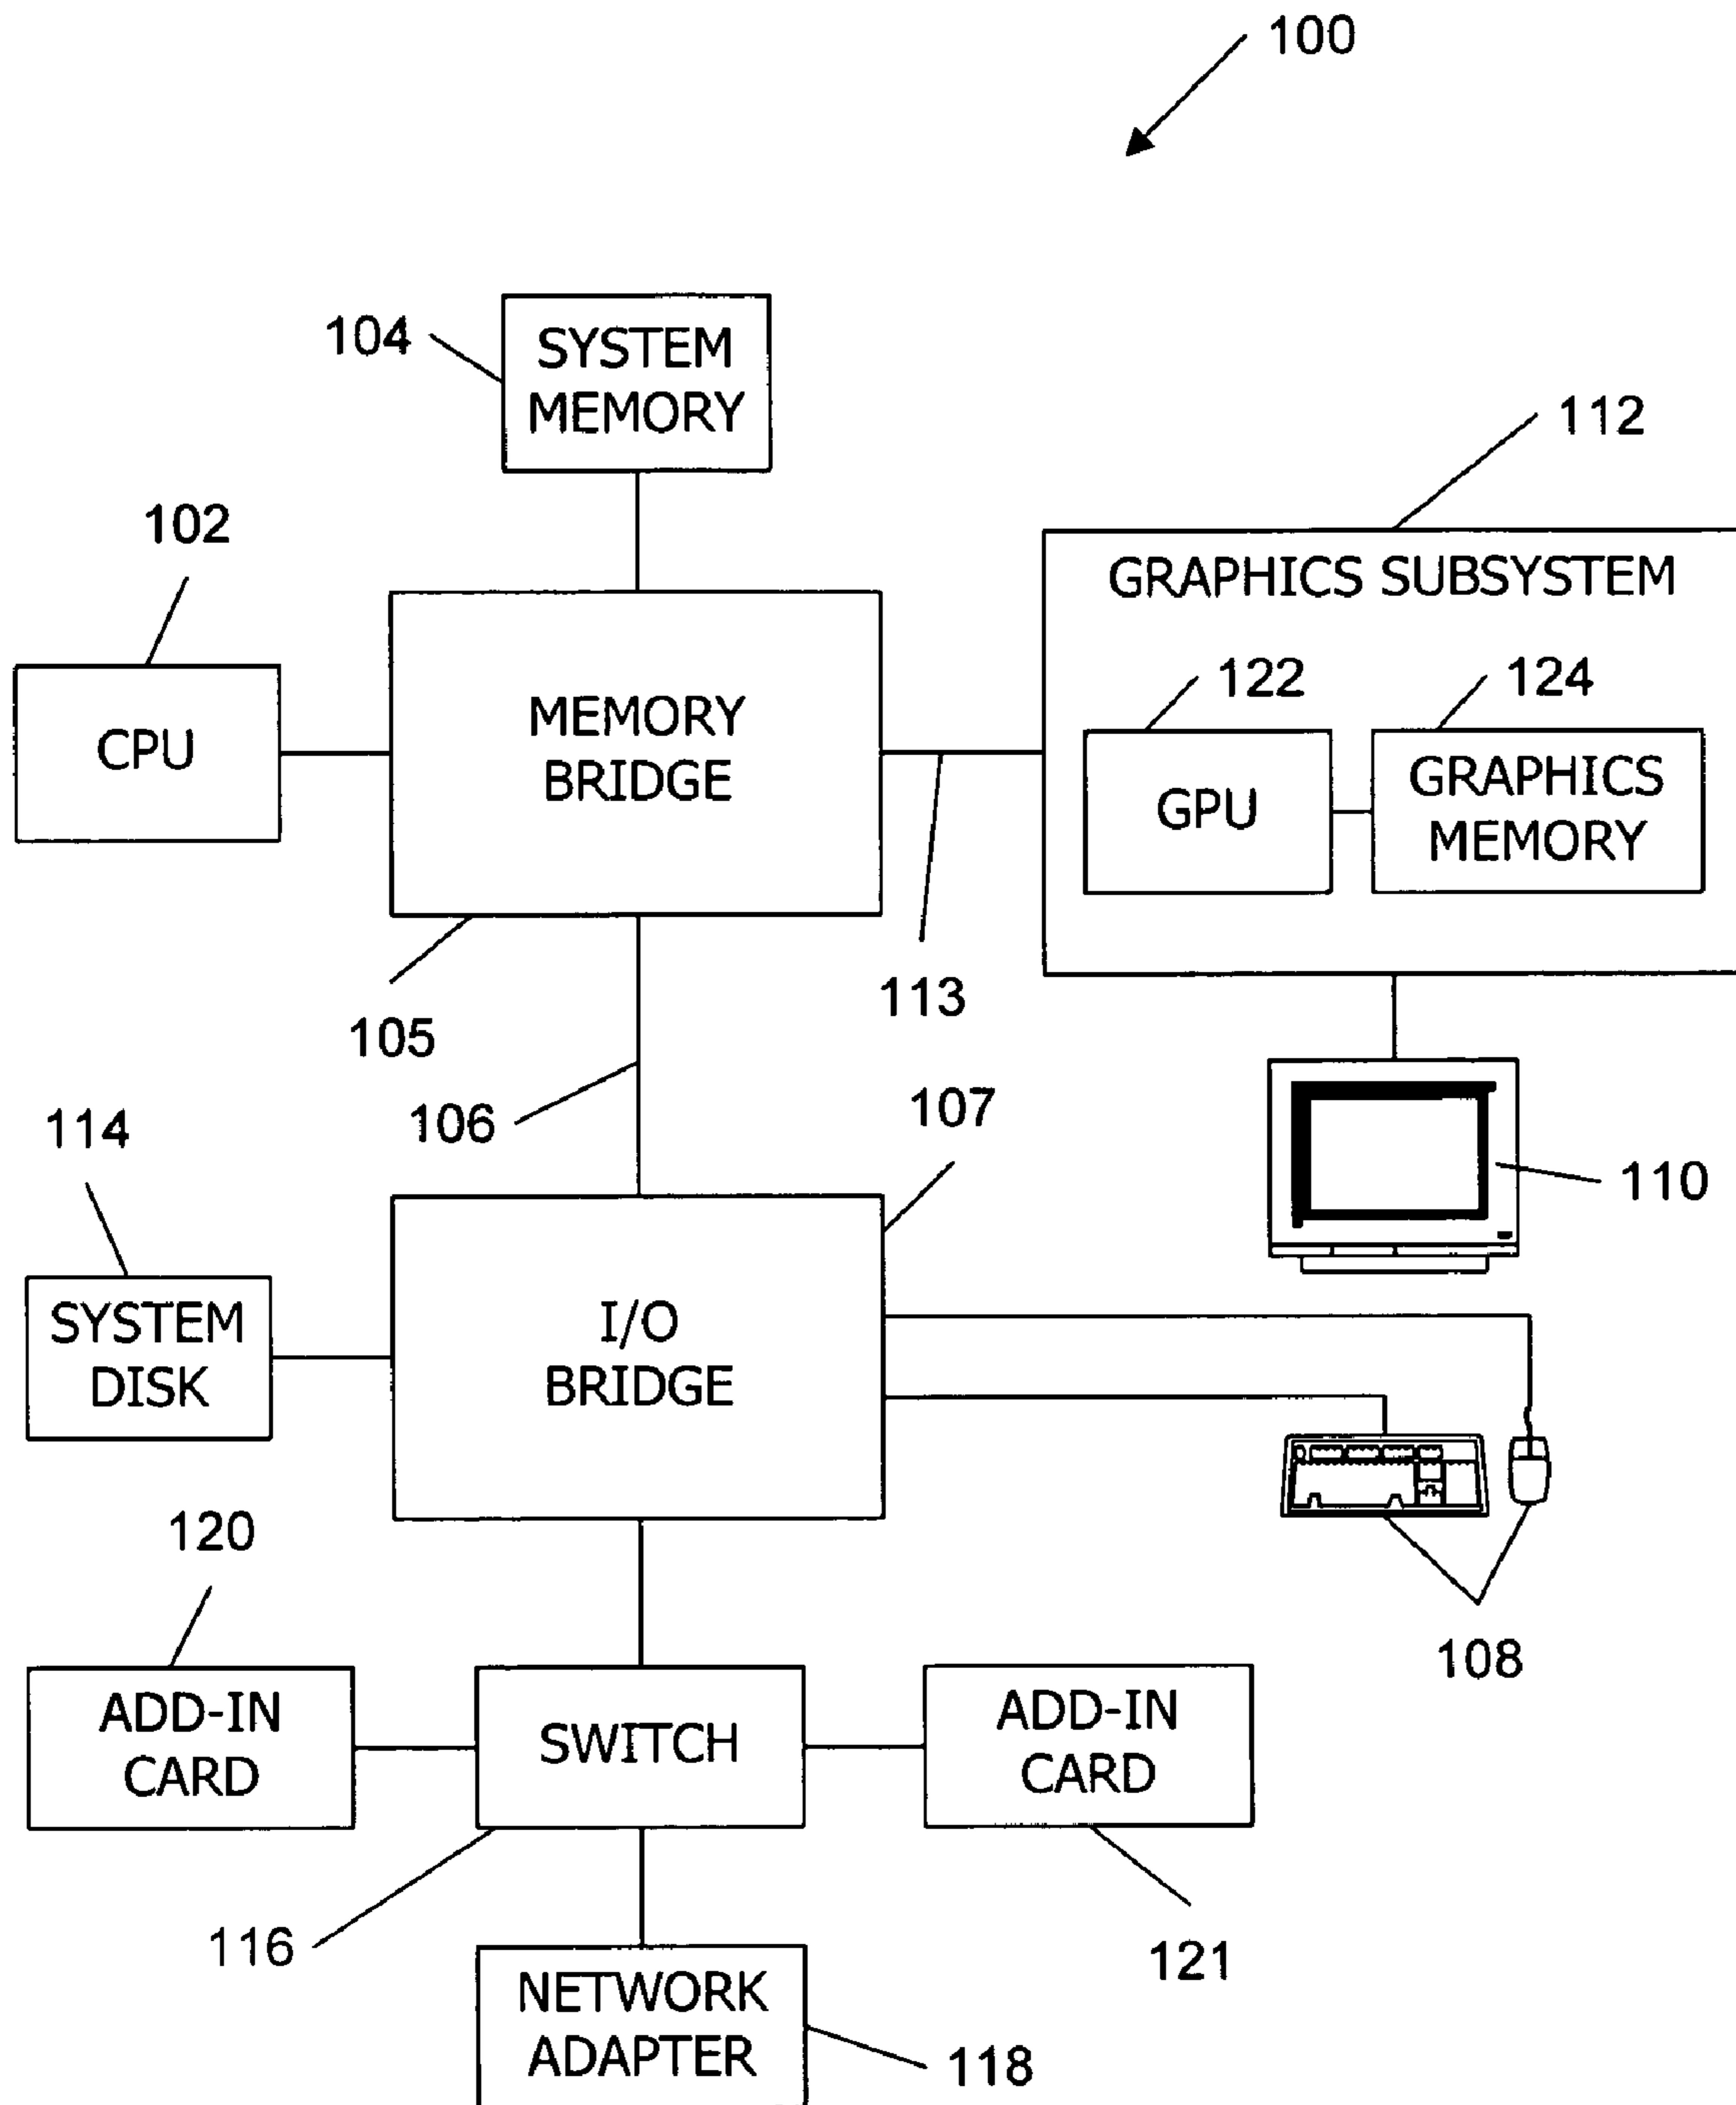 100
104
SYSTEM
MEMORY
112
102
GRAPHICS SUBSYSTEM
122
124
CPU
MEMORY
BRIDGE
GPU
GRAPHICS
MEMORY
113
105
106
107
114
110
SYSTEM
DISK
I/O
BRIDGE
120
108
ADD-IN
CARD
SWITCH
ADD-IN
CARD
116
121
NETWORK
ADAPTER
118